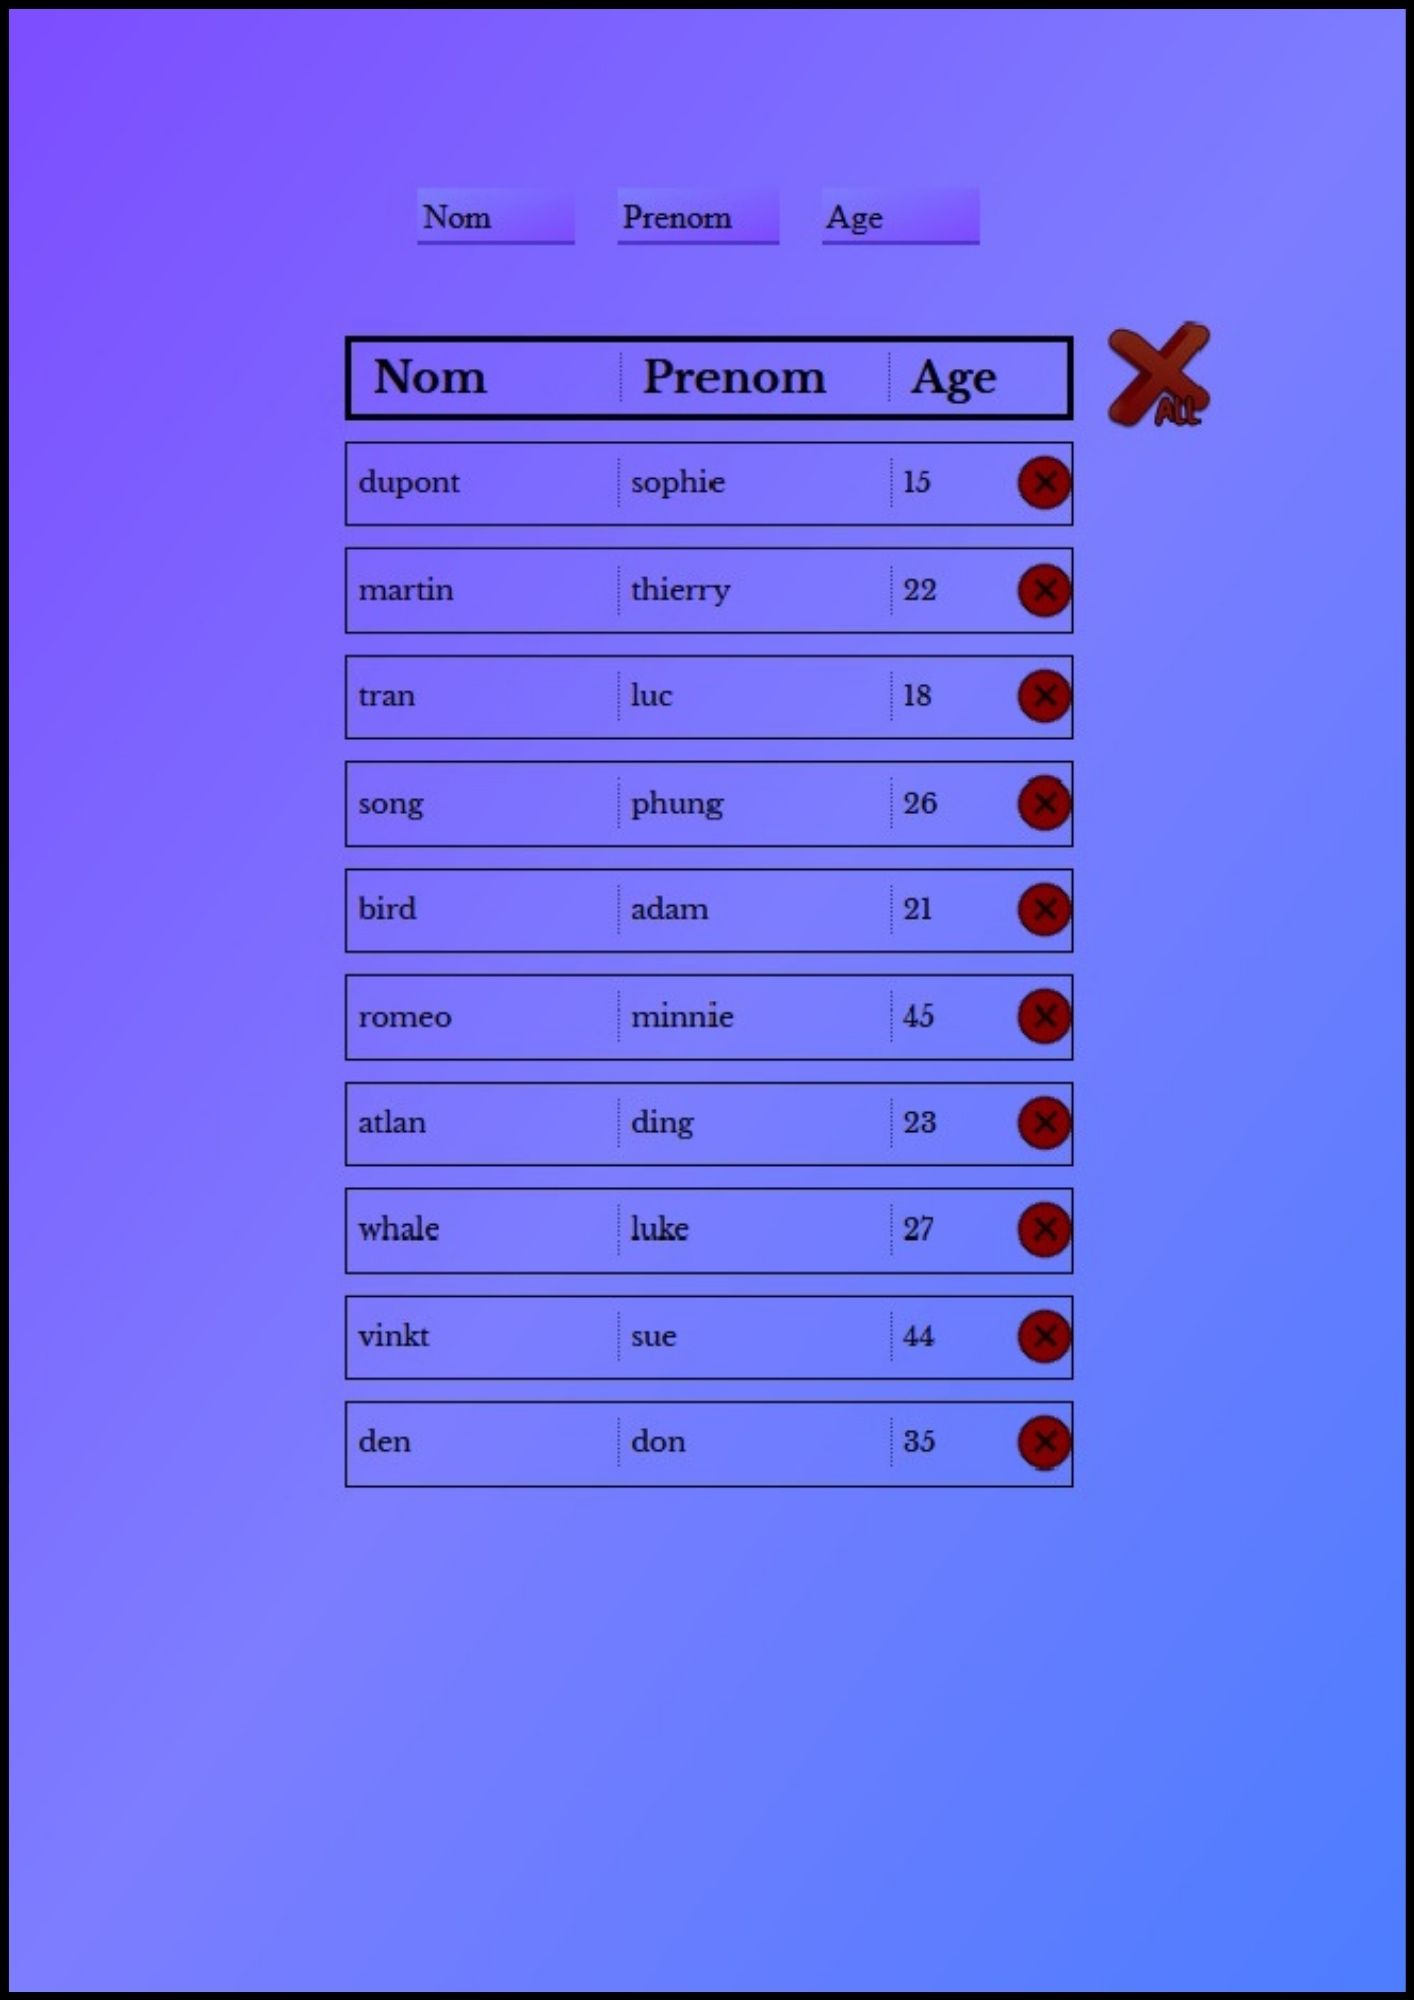 Nom Prenom Age
Nom Prenom Age
ALL
dupont sophie 15
martin thierry 22
tran luc 18
song phung 26
bird adam 21
romeo minnie 45
atlan ding 23
whale luke 27
vinkt sue 44
den don 35